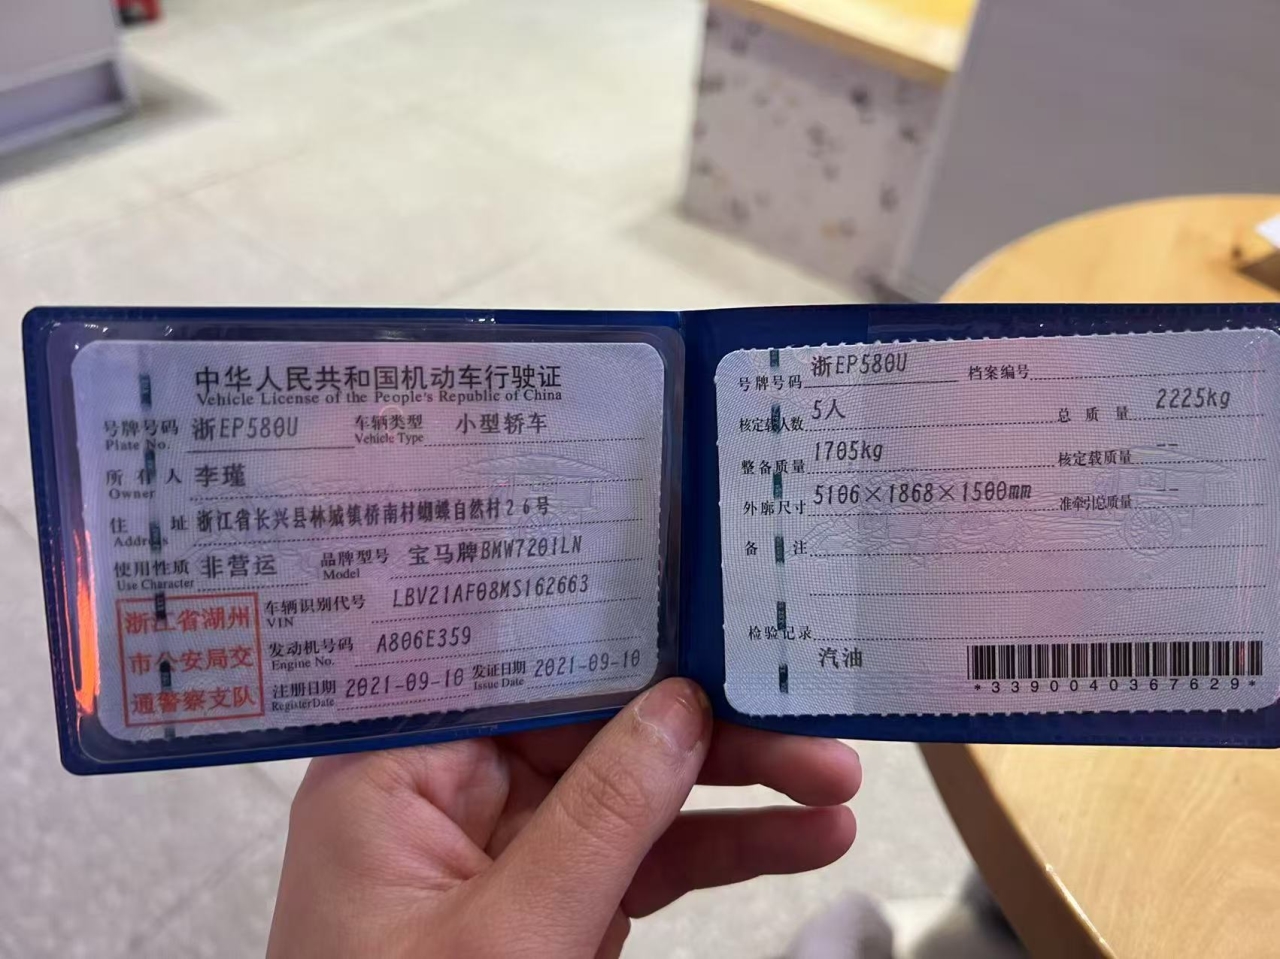 中华人民共和国机动车行驶证
Vehicle License of the People's Republic of China
号牌号码 浙EP580U 车辆类型 小型轿车
Plate No. Vehicle Type
所有人 李瑾
Owner
住址 浙江省长兴县林城镇桥南村蝴蝶自然村26号
Address
使用性质 非营运 品牌型号 宝马牌BMW7201LN
Use Character Model
浙江省湖州
市公安局交
通警察支队
车辆识别代号 LBV21AF08MS162663
VIN
发动机号码 A806E359
Engine No.
注册日期 2021-09-10 发证日期 2021-09-10
Register Date Issue Date
号牌号码 浙EP580U 档案编号
核定载人数 5人 总质量 2225kg
整备质量 1705kg 核定载质量 --
外廓尺寸 5106×1868×1500mm 准牵引总质量 --
备注
检验记录
汽油
*3390040367629*